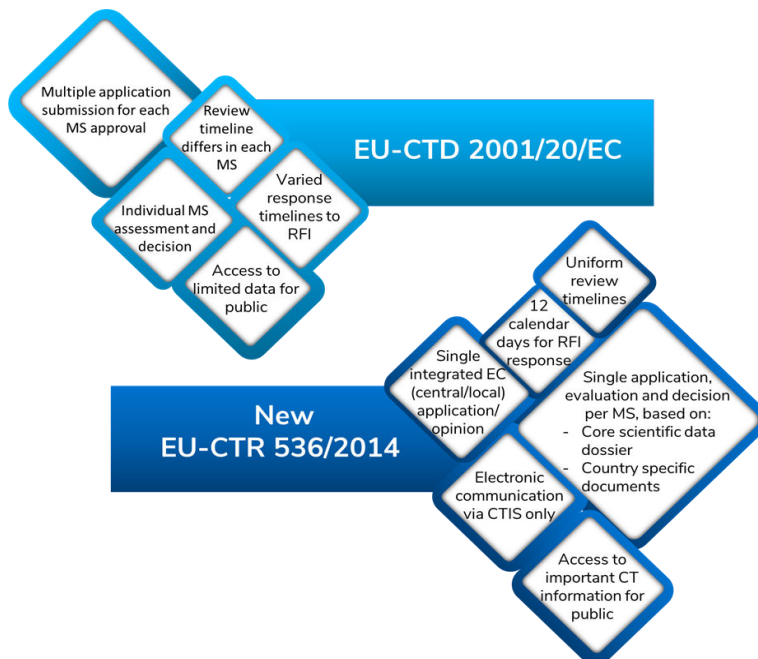 Multiple application
submission for each
MS approval
Review
timeline
differs in each
MS
EU-CTD 2001/20/EC
Individual MS
assessment and
decision
Varied
response
timelines to
RFI
Access to
limited data for
public
Uniform
review
timelines
12
calendar
days for RFI
response
Single
integrated EC
(central/local)
application/
opinion
Single application,
evaluation and decision
per MS, based on:
- Core scientific data
dossier
- Country specific
documents
New
EU-CTR 536/2014
Electronic
communication
via CTIS only
Access to
important CT
information for
public